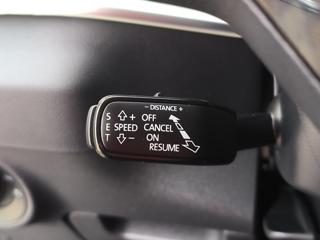 − DISTANCE +
S ⇧+ OFF
E SPEED CANCEL
T ⇩− ON
RESUME